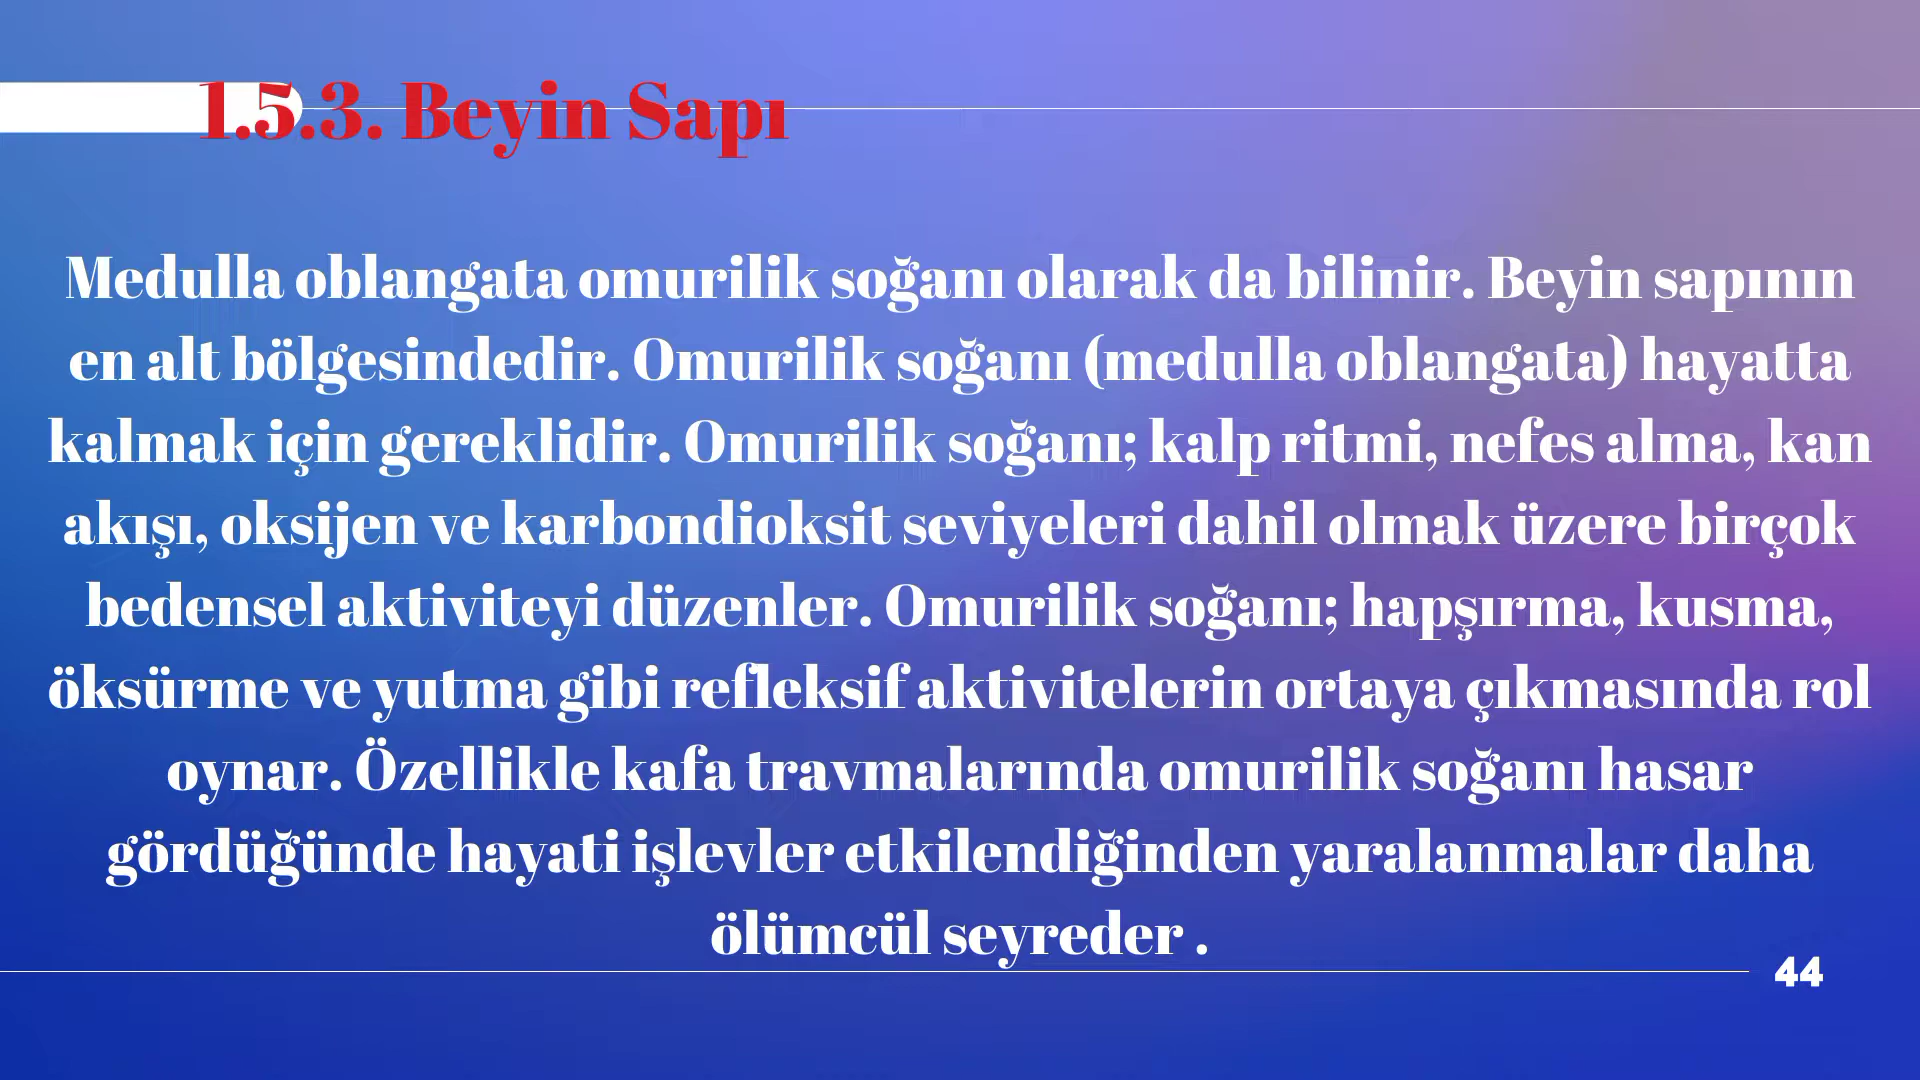 1.5.3. Beyin Sapı
Medulla oblangata omurilik soğanı olarak da bilinir. Beyin sapının
en alt bölgesindedir. Omurilik soğanı (medulla oblangata) hayatta
kalmak için gereklidir. Omurilik soğanı; kalp ritmi, nefes alma, kan
akışı, oksijen ve karbondioksit seviyeleri dahil olmak üzere birçok
bedensel aktiviteyi düzenler. Omurilik soğanı; hapşırma, kusma,
öksürme ve yutma gibi refleksif aktivitelerin ortaya çıkmasında rol
oynar. Özellikle kafa travmalarında omurilik soğanı hasar
gördüğünde hayati işlevler etkilendiğinden yaralanmalar daha
ölümcül seyreder .
44